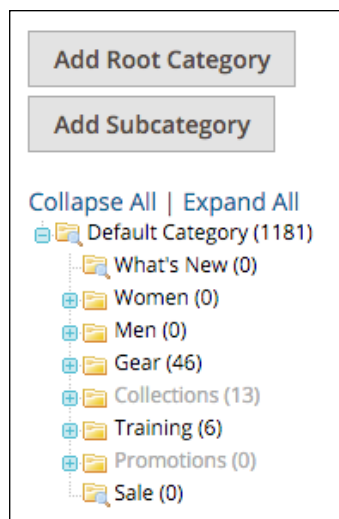 Add Root Category
Add Subcategory
Collapse All | Expand All
Default Category (1181)
What's New (0)
Women (0)
Men (0)
Gear (46)
Collections (13)
Training (6)
Promotions (0)
Sale (0)